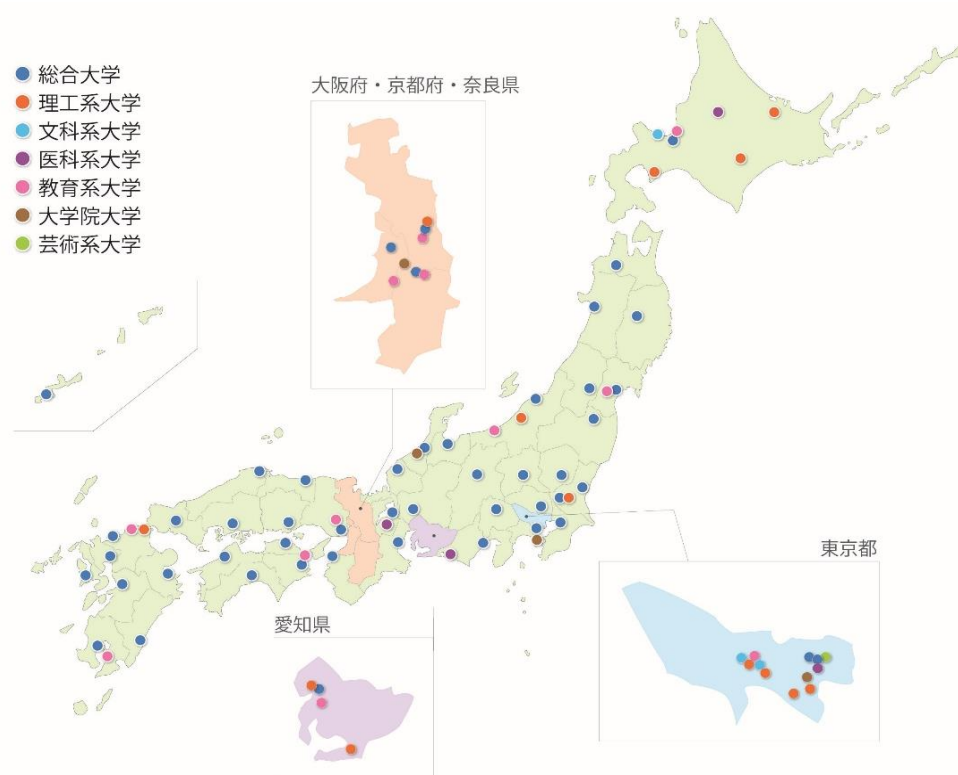 総合大学
理工系大学
文科系大学
医科系大学
教育系大学
大学院大学
芸術系大学
大阪府・京都府・奈良県
東京都
愛知県